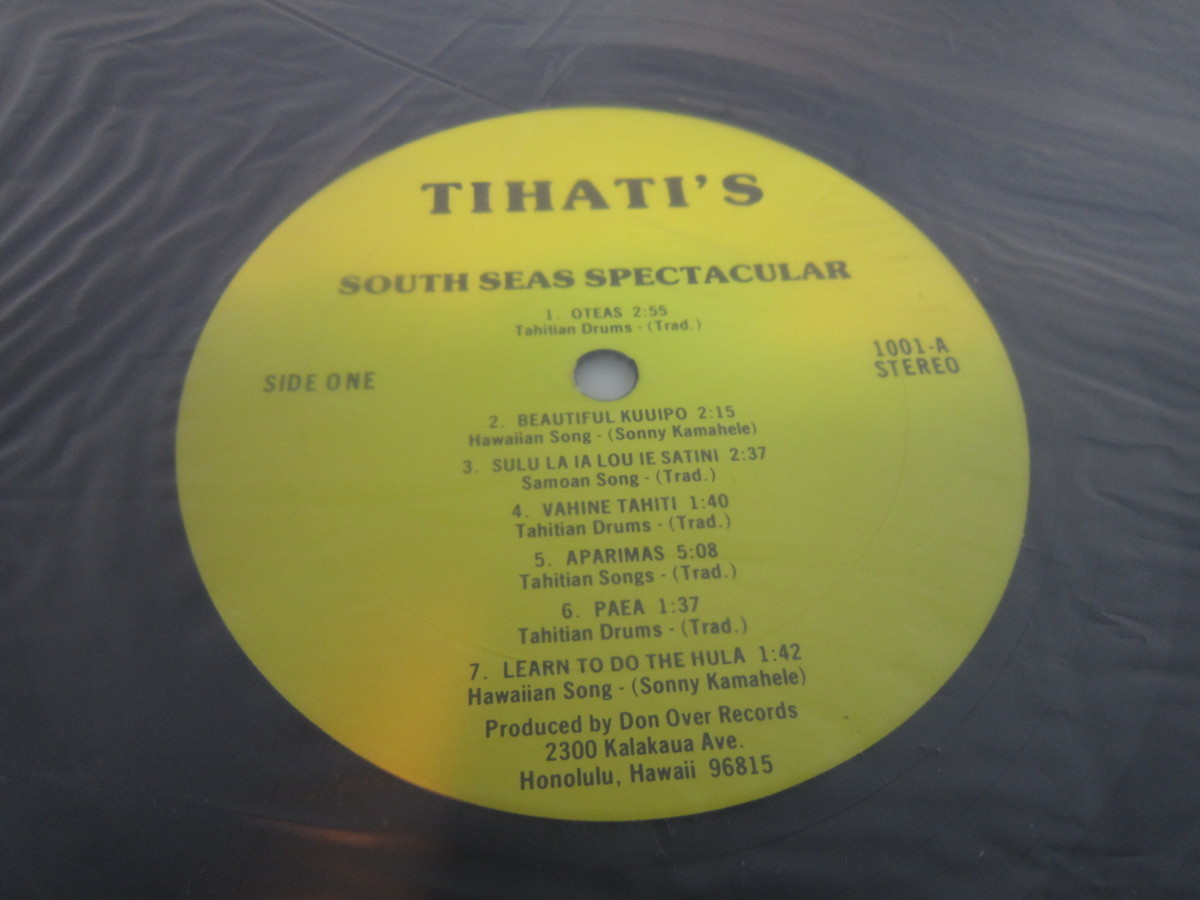 TIHATI'S
SOUTH SEAS SPECTACULAR
1. OTEAS 2:55
Tahitian Drums - (Trad.)
SIDE ONE
1001-A
STEREO
2. BEAUTIFUL KUUIPO 2:15
Hawaiian Song - (Sonny Kamahele)
3. SULU LA IA LOU IE SATINI 2:37
Samoan Song - (Trad.)
4. VAHINE TAHITI 1:40
Tahitian Drums - (Trad.)
5. APARIMAS 5:08
Tahitian Songs - (Trad.)
6. PAEA 1:37
Tahitian Drums - (Trad.)
7. LEARN TO DO THE HULA 1:42
Hawaiian Song - (Sonny Kamahele)
Produced by Don Over Records
2300 Kalakaua Ave.
Honolulu, Hawaii 96815